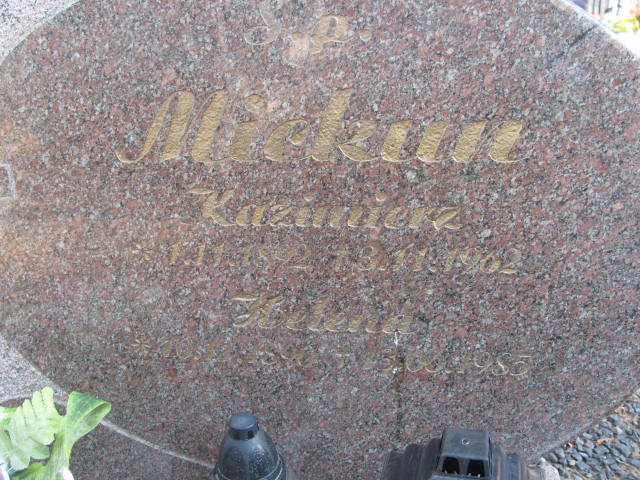 Ś.p.
Mickun
Kazimierz
* 1.11.1892 † 3.11.1962
Helena